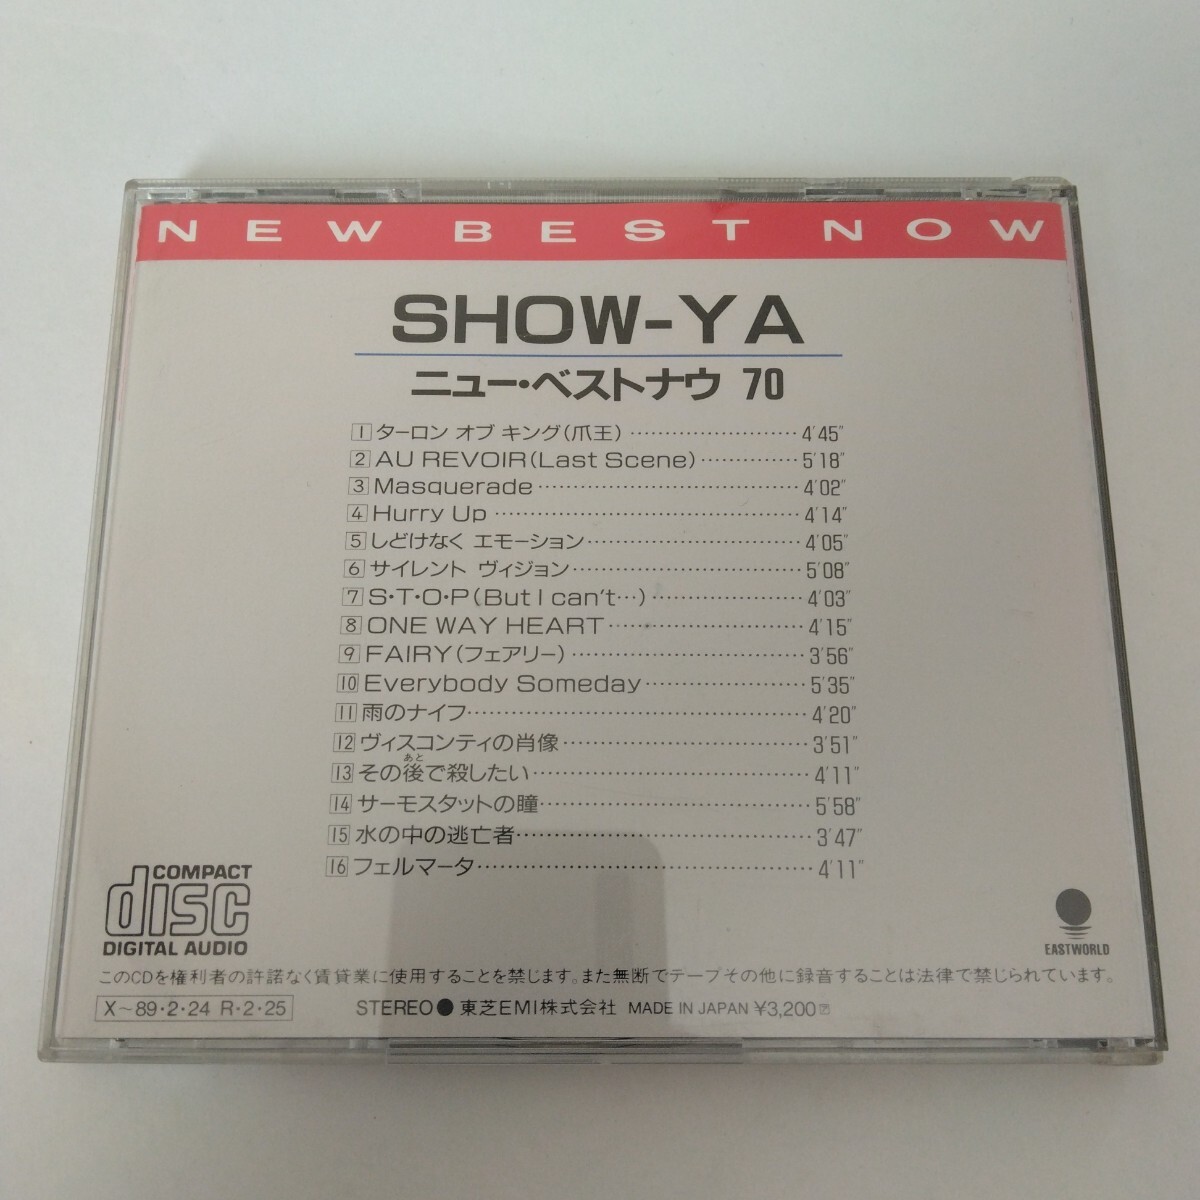 NEW BEST NOW
SHOW-YA
ニュー・ベストナウ 70
1 ターロン オブ キング(爪王) ………………… 4'45"
2 AU REVOIR(Last Scene) ………… 5'18"
3 Masquerade ………………………… 4'02"
4 Hurry Up ……………………………… 4'14"
5 しどけなく エモーション …………………… 4'05"
6 サイレント ヴィジョン ……………………… 5'08"
7 S・T・O・P(But I can't…) ……………… 4'03"
8 ONE WAY HEART …………………… 4'15"
9 FAIRY(フェアリー) ……………………… 3'56"
10 Everybody Someday ……………… 5'35"
11 雨のナイフ ………………………………… 4'20"
12 ヴィスコンティの肖像 ……………………… 3'51"
13 その後(あと)で殺したい ………………………… 4'11"
14 サーモスタットの瞳 ………………………… 5'58"
15 水の中の逃亡者 …………………………… 3'47"
16 フェルマータ ………………………………… 4'11"
COMPACT
disc
DIGITAL AUDIO
EASTWORLD
このCDを権利者の許諾なく賃貸業に使用することを禁じます。また無断でテープその他に録音することは法律で禁じられています。
X～89・2・24 R・2・25
STEREO ● 東芝EMI株式会社 MADE IN JAPAN ¥3,200